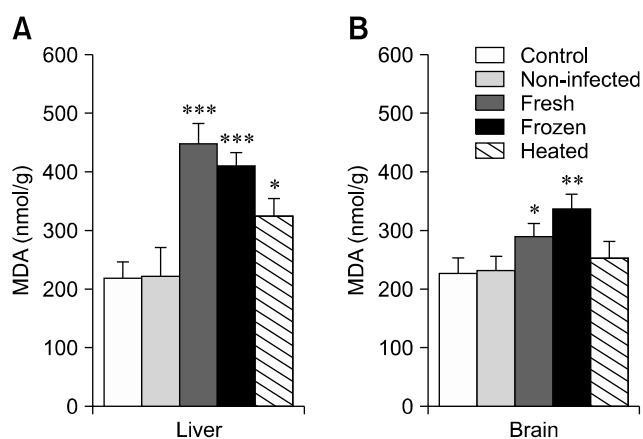 A
600
500
400
300
200
100
0
MDA (nmol/g)
***
***
*
Liver
B
600
500
400
300
200
100
0
MDA (nmol/g)
Control
Non-infected
Fresh
Frozen
Heated
*
**
Brain